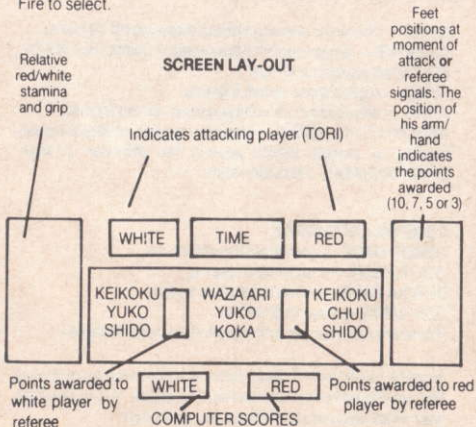 Fire to select.
Relative
red/white
stamina
and grip
SCREEN LAY-OUT
Feet
positions at
moment of
attack or
referee
signals. The
position of
his arm/
hand
indicates
the points
awarded
(10, 7, 5 or 3)
Indicates attacking player (TORI)
WHITE TIME RED
KEIKOKU WAZA ARI KEIKOKU
YUKO YUKO CHUI
SHIDO KOKA SHIDO
Points awarded to
white player by
referee
WHITE RED
COMPUTER SCORES
Points awarded to red
player by referee